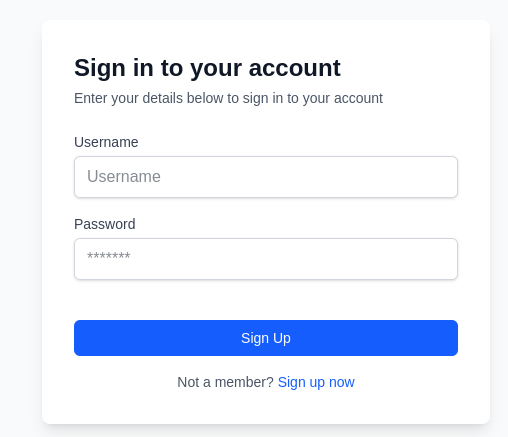 Sign in to your account
Enter your details below to sign in to your account
Username
Username
Password
*******
Sign Up
Not a member? Sign up now